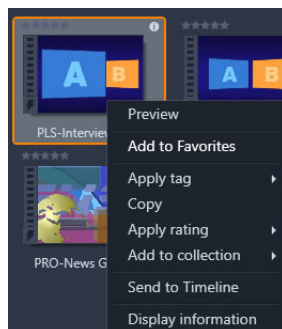 A B
A B
PLS-Interview
Preview
Add to Favorites
Apply tag
PRO-News G
Copy
Apply rating
Add to collection
Send to Timeline
Display information